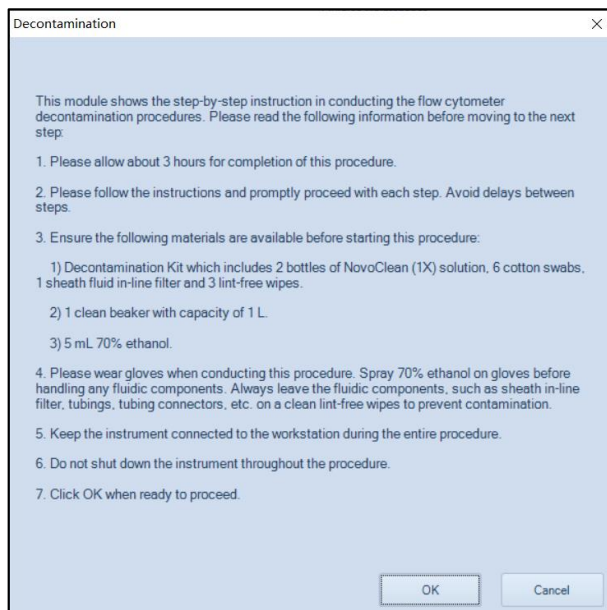 Decontamination
This module shows the step-by-step instruction in conducting the flow cytometer
decontamination procedures. Please read the following information before moving to the next
step:
1. Please allow about 3 hours for completion of this procedure.
2. Please follow the instructions and promptly proceed with each step. Avoid delays between
steps.
3. Ensure the following materials are available before starting this procedure:
1) Decontamination Kit which includes 2 bottles of NovoClean (1X) solution, 6 cotton swabs,
1 sheath fluid in-line filter and 3 lint-free wipes.
2) 1 clean beaker with capacity of 1 L.
3) 5 mL 70% ethanol.
4. Please wear gloves when conducting this procedure. Spray 70% ethanol on gloves before
handling any fluidic components. Always leave the fluidic components, such as sheath in-line
filter, tubings, tubing connectors, etc. on a clean lint-free wipes to prevent contamination.
5. Keep the instrument connected to the workstation during the entire procedure.
6. Do not shut down the instrument throughout the procedure.
7. Click OK when ready to proceed.
OK Cancel